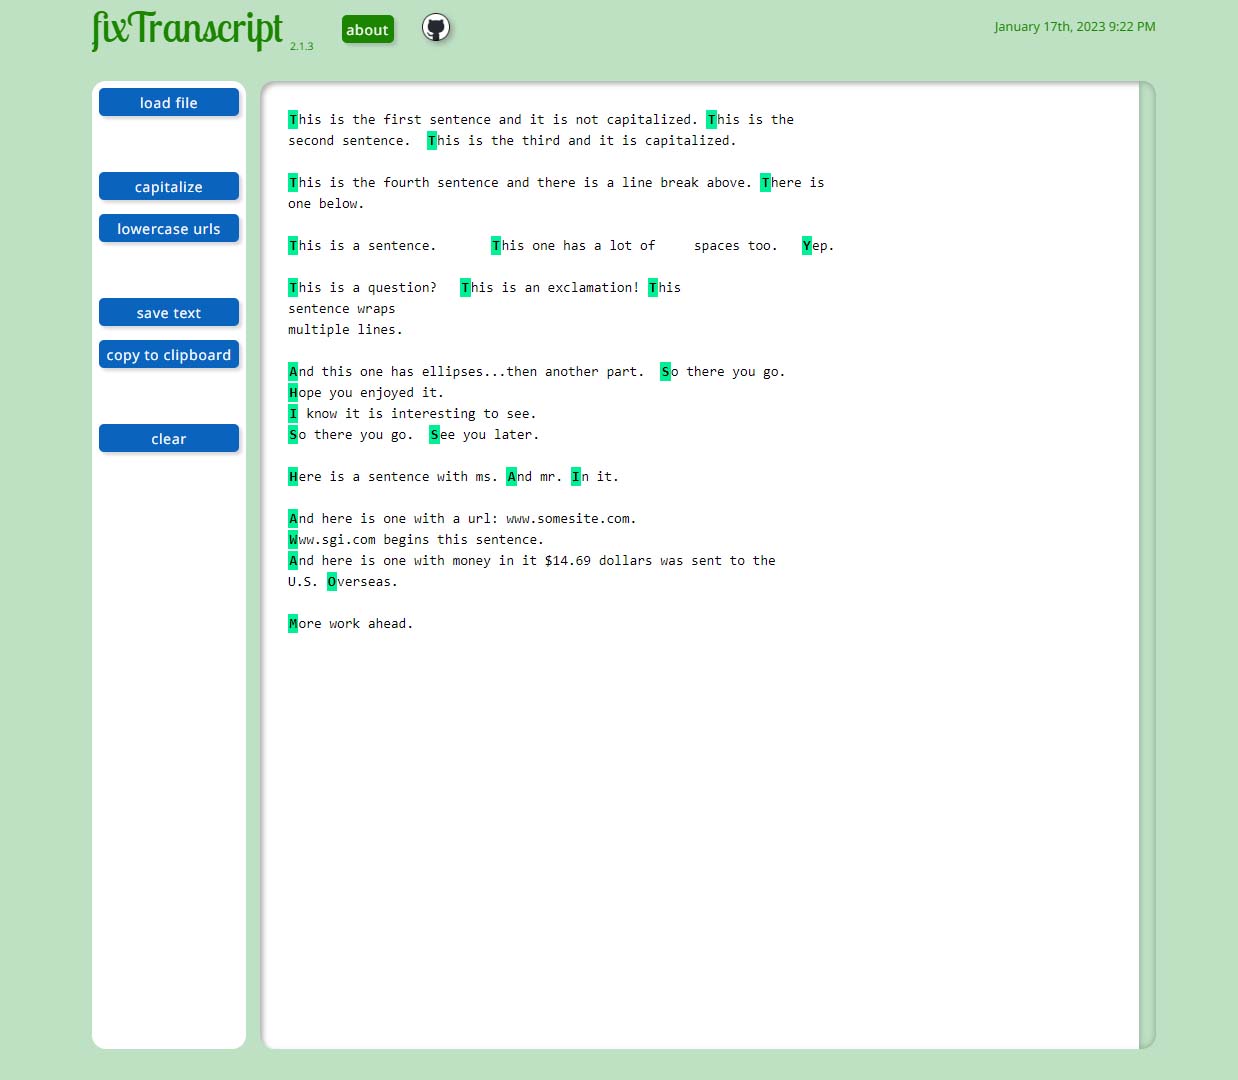 fixTranscript 2.1.3 about January 17th, 2023 9:22 PM
load file
capitalize
lowercase urls
save text
copy to clipboard
clear
This is the first sentence and it is not capitalized. This is the
second sentence.  This is the third and it is capitalized.
This is the fourth sentence and there is a line break above. There is
one below.
This is a sentence.       This one has a lot of     spaces too.   Yep.
This is a question?   This is an exclamation! This
sentence wraps
multiple lines.
And this one has ellipses...then another part.  So there you go.
Hope you enjoyed it.
I know it is interesting to see.
So there you go.  See you later.
Here is a sentence with ms. And mr. In it.
And here is one with a url: www.somesite.com.
Www.sgi.com begins this sentence.
And here is one with money in it $14.69 dollars was sent to the
U.S. Overseas.
More work ahead.